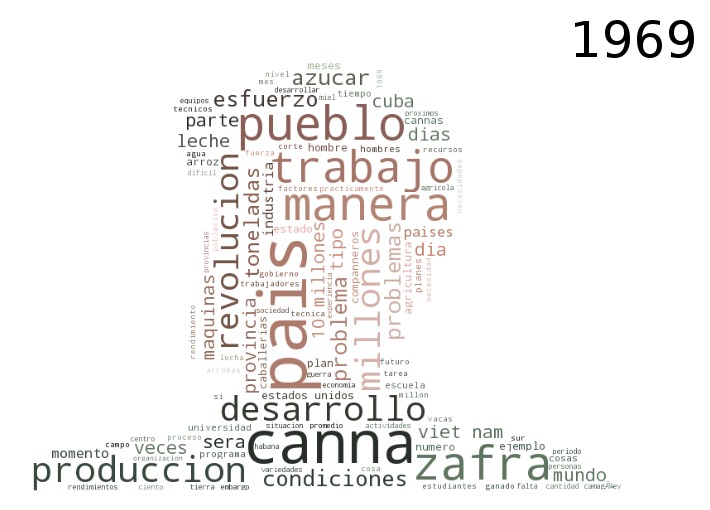 1969
meses
nivel
mes
azucar
1969
desarrollar
equipos
tecnicos
esfuerzo
miel
tiempo
cuba
proximos
parte
pueblo
cannas
dias
leche
corte
hombre
hombres
recursos
agua
arroz
fuerza
trabajo
dificil
revolucion
toneladas
industria
factores
practicamente
agricola
necesidades
manera
poblacion
provincias
estado
pais
10 millones
tipo
companneros
millones
problemas
paises
dia
agricultura
planes
necesidad
maquinas
gobierno
trabajadores
experiencia
problema
rendimiento
provincia
caballerias
sociedad
tecnica
lucha
arrobas
plan
guerra
futuro
tarea
economia
escuela
si
estados unidos
millon
desarrollo
universidad
situacion
promedio
actividades
vacas
canna
viet nam
centro
proceso
campo
veces
sera
habana
numero
sur
ejemplo
momento
organizacion
programa
periodo
cosas
produccion
variedades
cosa
condiciones
zafra
personas
mundo
rendimientos
ciento
tierra
embargo
estudiantes
ganado
falta
cantidad